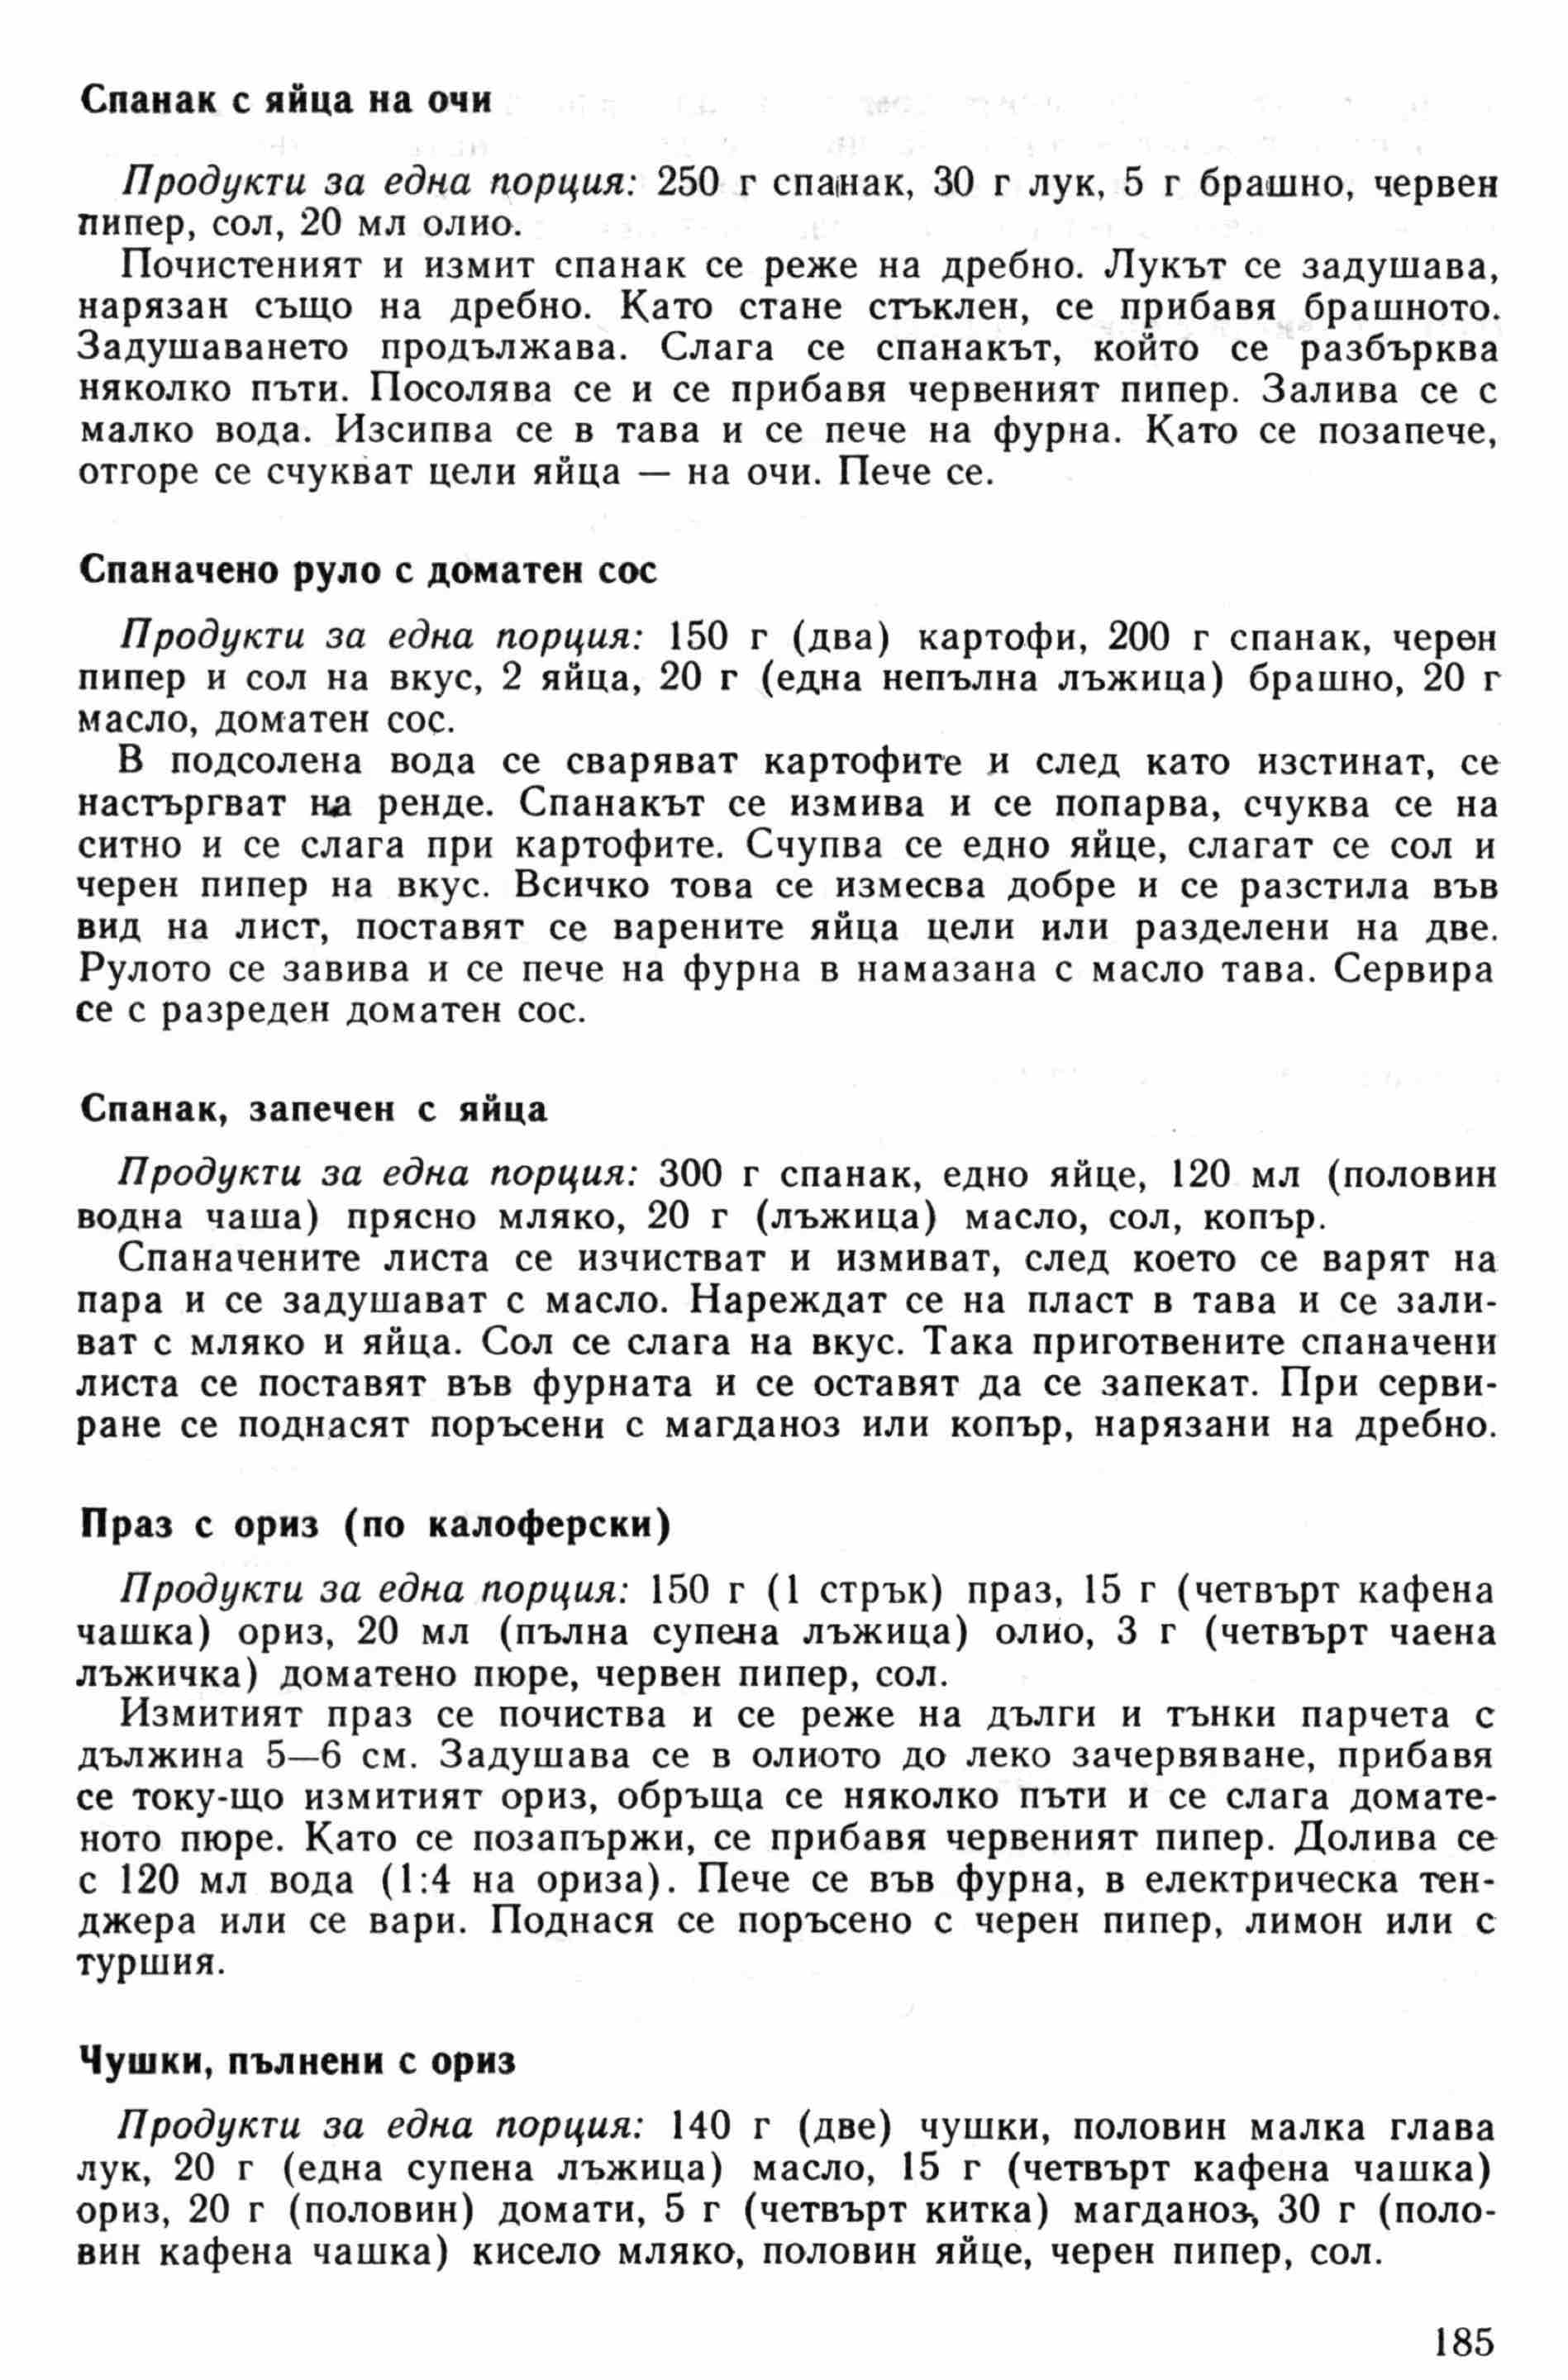 Спанак с яйца на очи
Продукти за една порция: 250 г спанак, 30 г лук, 5 г брашно, червен
пипер, сол, 20 мл олио.
Почистеният и измит спанак се реже на дребно. Лукът се задушава,
нарязан също на дребно. Като стане стъклен, се прибавя брашното.
Задушаването продължава. Слага се спанакът, който се разбърква
няколко пъти. Посолява се и се прибавя червеният пипер. Залива се с
малко вода. Изсипва се в тава и се пече на фурна. Като се позапече,
отгоре се счукват цели яйца — на очи. Пече се.
Спаначено руло с доматен сос
Продукти за една порция: 150 г (два) картофи, 200 г спанак, черен
пипер и сол на вкус, 2 яйца, 20 г (една непълна лъжица) брашно, 20 г
масло, доматен сос.
В подсолена вода се сваряват картофите и след като изстинат, се
настъргват на ренде. Спанакът се измива и се попарва, счуква се на
ситно и се слага при картофите. Счупва се едно яйце, слагат се сол и
черен пипер на вкус. Всичко това се измесва добре и се разстила във
вид на лист, поставят се варените яйца цели или разделени на две.
Рулото се завива и се пече на фурна в намазана с масло тава. Сервира
се с разреден доматен сос.
Спанак, запечен с яйца
Продукти за една порция: 300 г спанак, едно яйце, 120 мл (половин
водна чаша) прясно мляко, 20 г (лъжица) масло, сол, копър.
Спаначените листа се изчистват и измиват, след което се варят на
пара и се задушават с масло. Нареждат се на пласт в тава и се зали-
ват с мляко и яйца. Сол се слага на вкус. Така приготвените спаначени
листа се поставят във фурната и се оставят да се запекат. При серви-
ране се поднасят поръсени с магданоз или копър, нарязани на дребно.
Праз с ориз (по калоферски)
Продукти за една порция: 150 г (1 стрък) праз, 15 г (четвърт кафена
чашка) ориз, 20 мл (пълна супена лъжица) олио, 3 г (четвърт чаена
лъжичка) доматено пюре, червен пипер, сол.
Измитият праз се почиства и се реже на дълги и тънки парчета с
дължина 5—6 см. Задушава се в олиото до леко зачервяване, прибавя
се току-що измитият ориз, обръща се няколко пъти и се слага домате-
ното пюре. Като се позапържи, се прибавя червеният пипер. Долива се
с 120 мл вода (1:4 на ориза). Пече се във фурна, в електрическа тен-
джера или се вари. Поднася се поръсено с черен пипер, лимон или с
туршия.
Чушки, пълнени с ориз
Продукти за една порция: 140 г (две) чушки, половин малка глава
лук, 20 г (една супена лъжица) масло, 15 г (четвърт кафена чашка)
ориз, 20 г (половин) домати, 5 г (четвърт китка) магданоз, 30 г (поло-
вин кафена чашка) кисело мляко, половин яйце, черен пипер, сол.
185